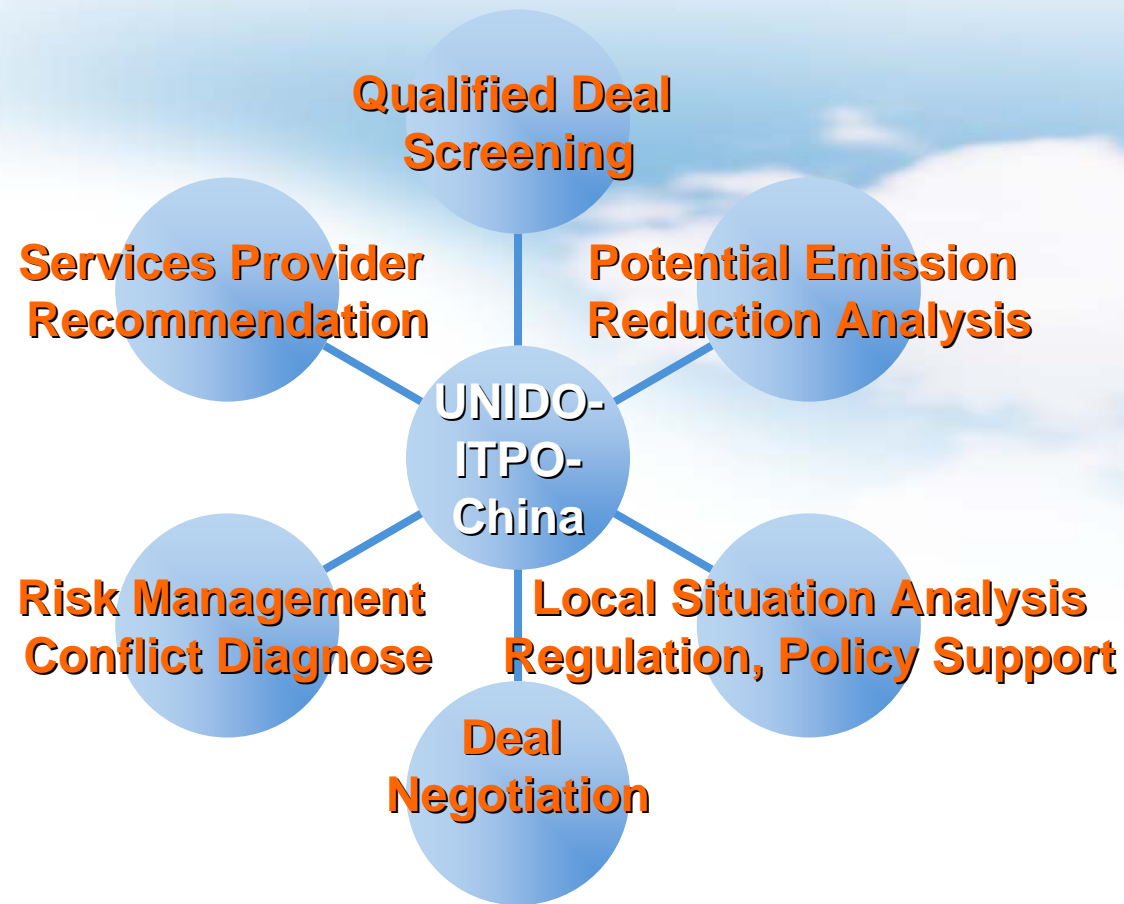 Qualified Deal
Screening
Services Provider
Recommendation
Potential Emission
Reduction Analysis
UNIDO-
ITPO-
China
Risk Management
Conflict Diagnose
Local Situation Analysis
Regulation, Policy Support
Deal
Negotiation